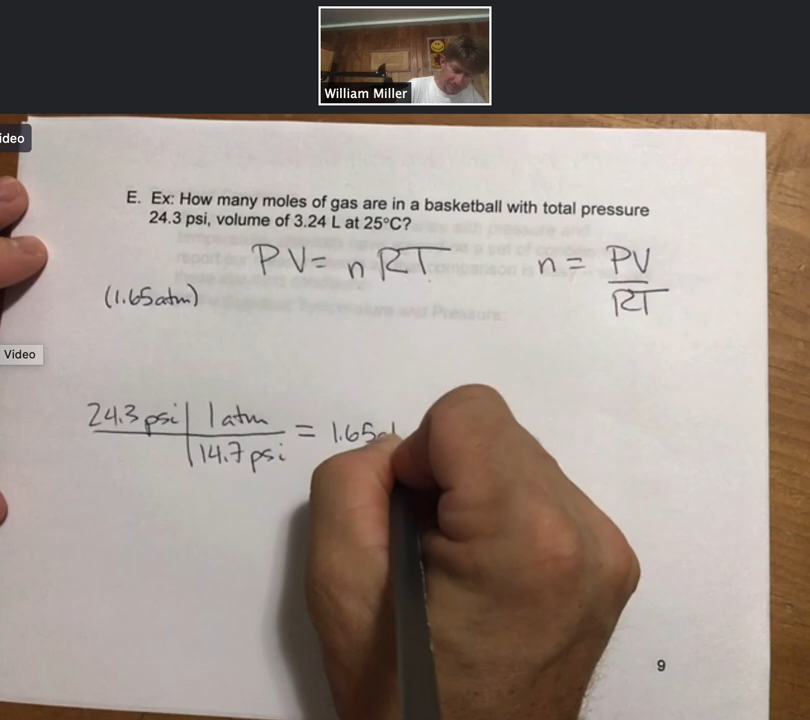 William Miller
ideo
E. Ex: How many moles of gas are in a basketball with total pressure
24.3 psi, volume of 3.24 L at 25°C?
PV = nRT n = PV
RT
(1.65 atm)
Video
24.3 psi | 1 atm = 1.65
14.7 psi
9